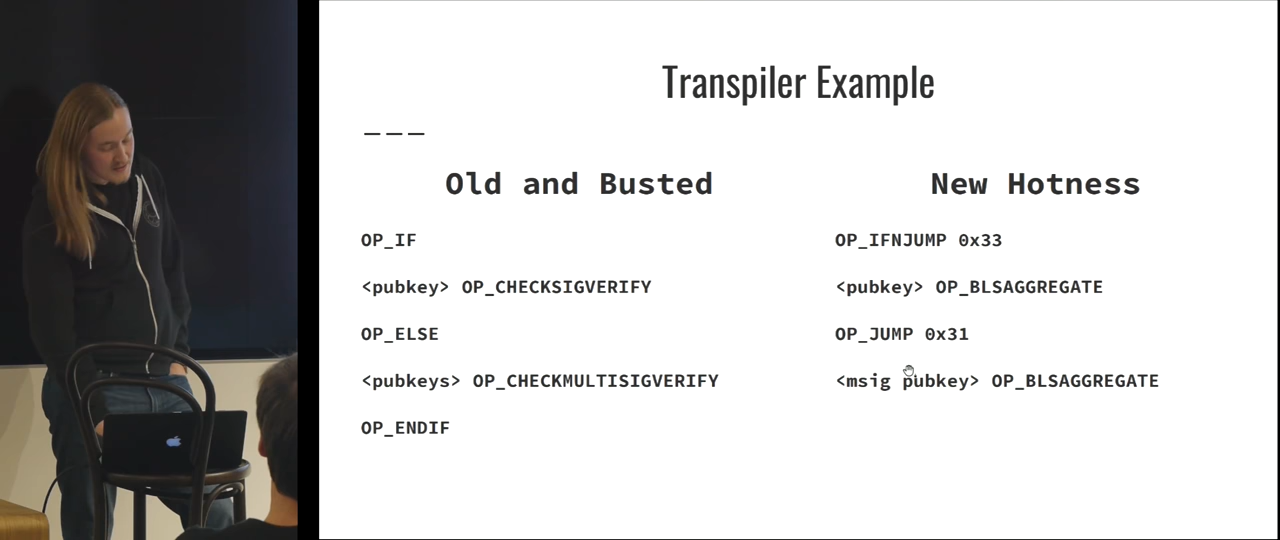 Transpiler Example
———
Old and Busted
OP_IF
<pubkey> OP_CHECKSIGVERIFY
OP_ELSE
<pubkeys> OP_CHECKMULTISIGVERIFY
OP_ENDIF
New Hotness
OP_IFNJUMP 0x33
<pubkey> OP_BLSAGGREGATE
OP_JUMP 0x31
<msig pubkey> OP_BLSAGGREGATE